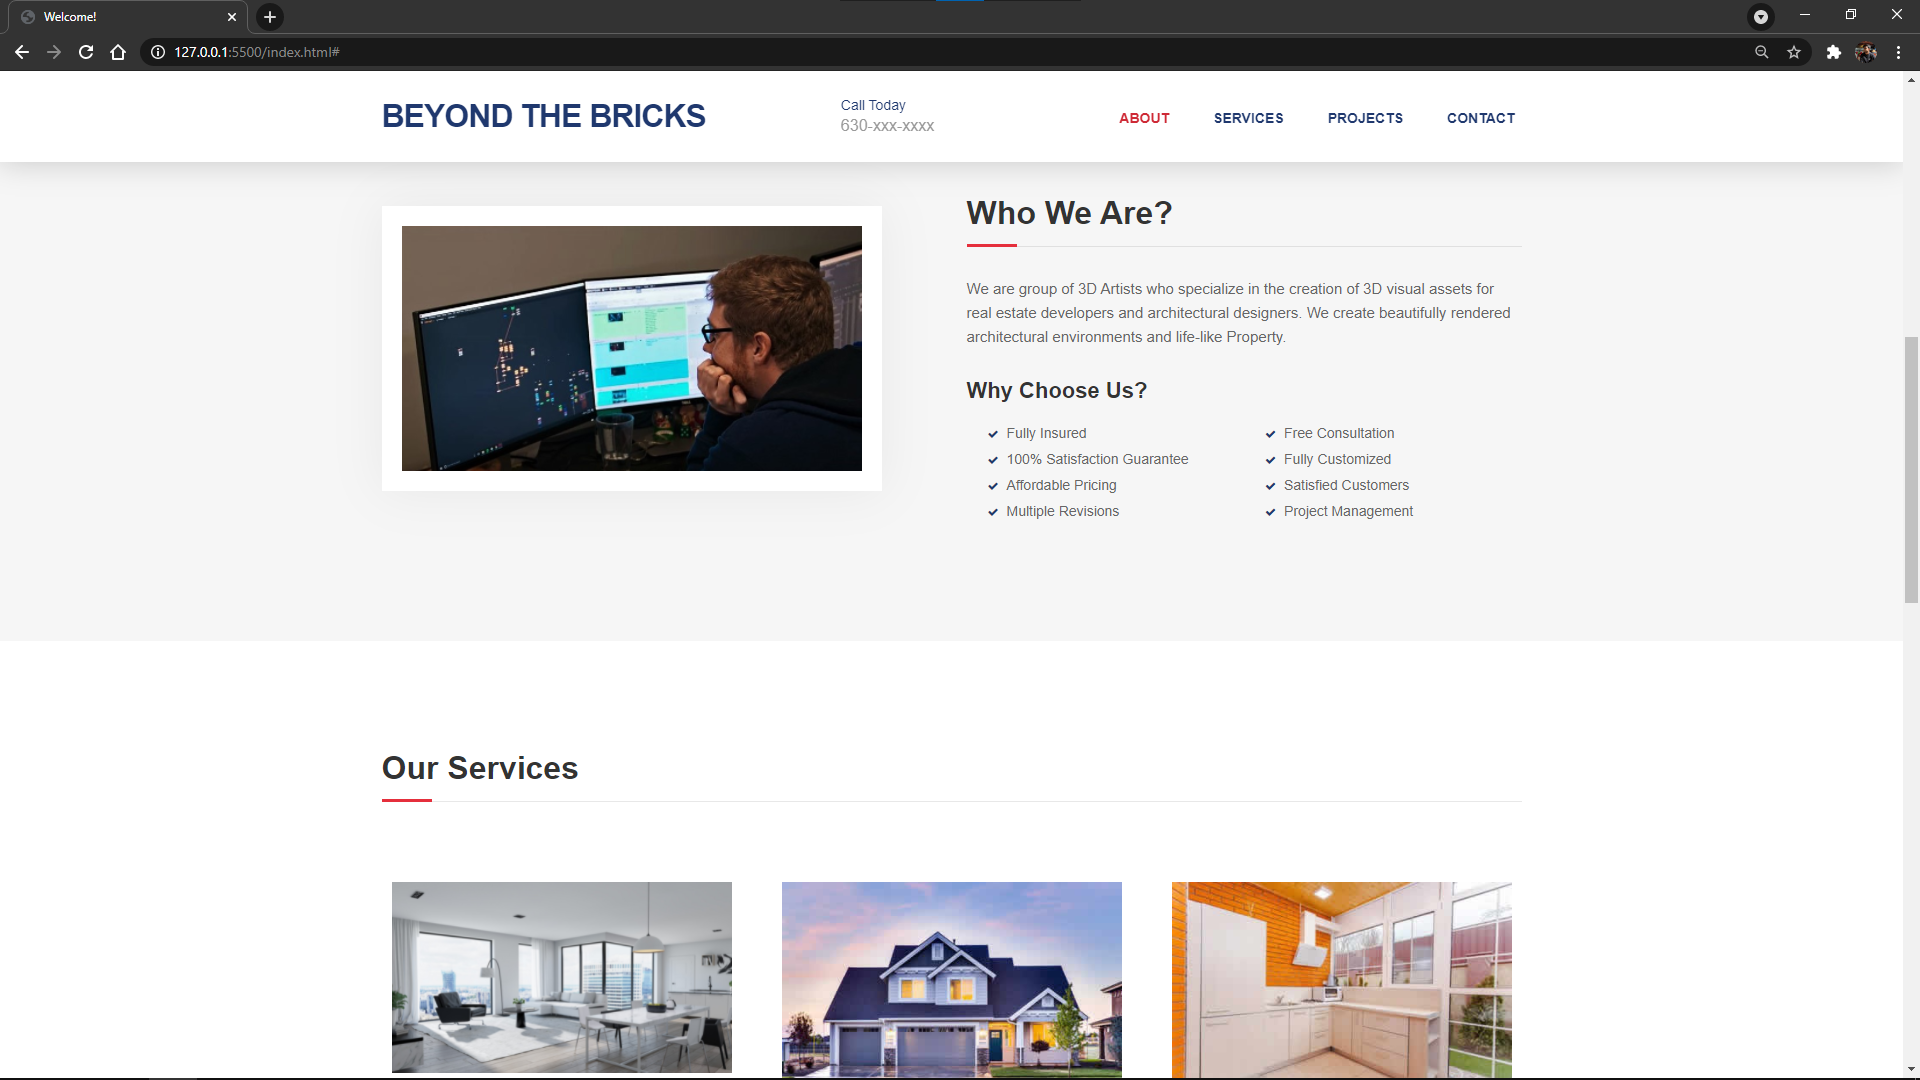 Welcome!
127.0.0.1:5500/index.html#
BEYOND THE BRICKS
Call Today
630-xxx-xxxx
ABOUT SERVICES PROJECTS CONTACT
Who We Are?
We are group of 3D Artists who specialize in the creation of 3D visual assets for
real estate developers and architectural designers. We create beautifully rendered
architectural environments and life-like Property.
Why Choose Us?
Fully Insured
100% Satisfaction Guarantee
Affordable Pricing
Multiple Revisions
Free Consultation
Fully Customized
Satisfied Customers
Project Management
Our Services